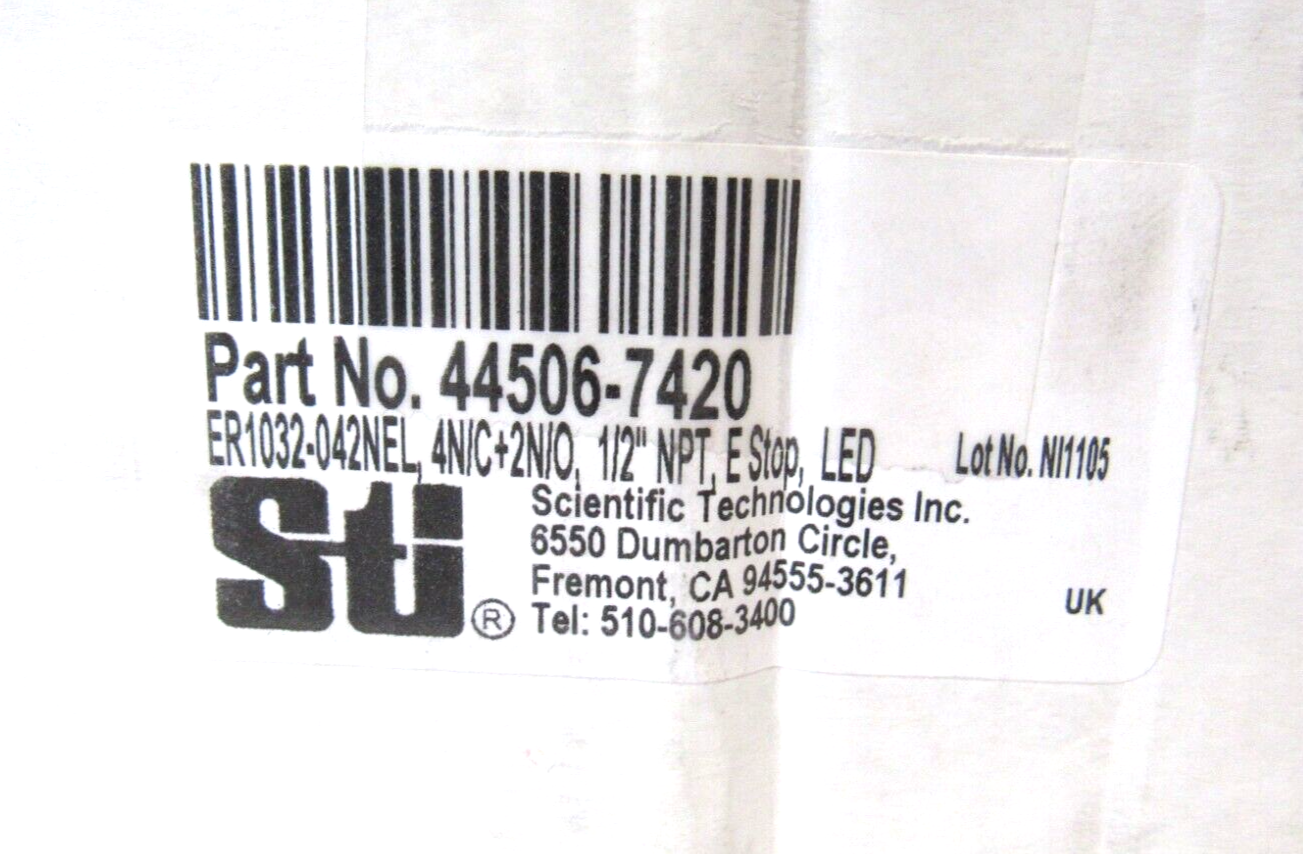 Part No. 44506-7420
ER1032-042NEL, 4N/C+2N/O, 1/2" NPT, E Stop, LED Lot No. NI1105
sti ®
Scientific Technologies Inc.
6550 Dumbarton Circle,
Fremont, CA 94555-3611
Tel: 510-608-3400
UK